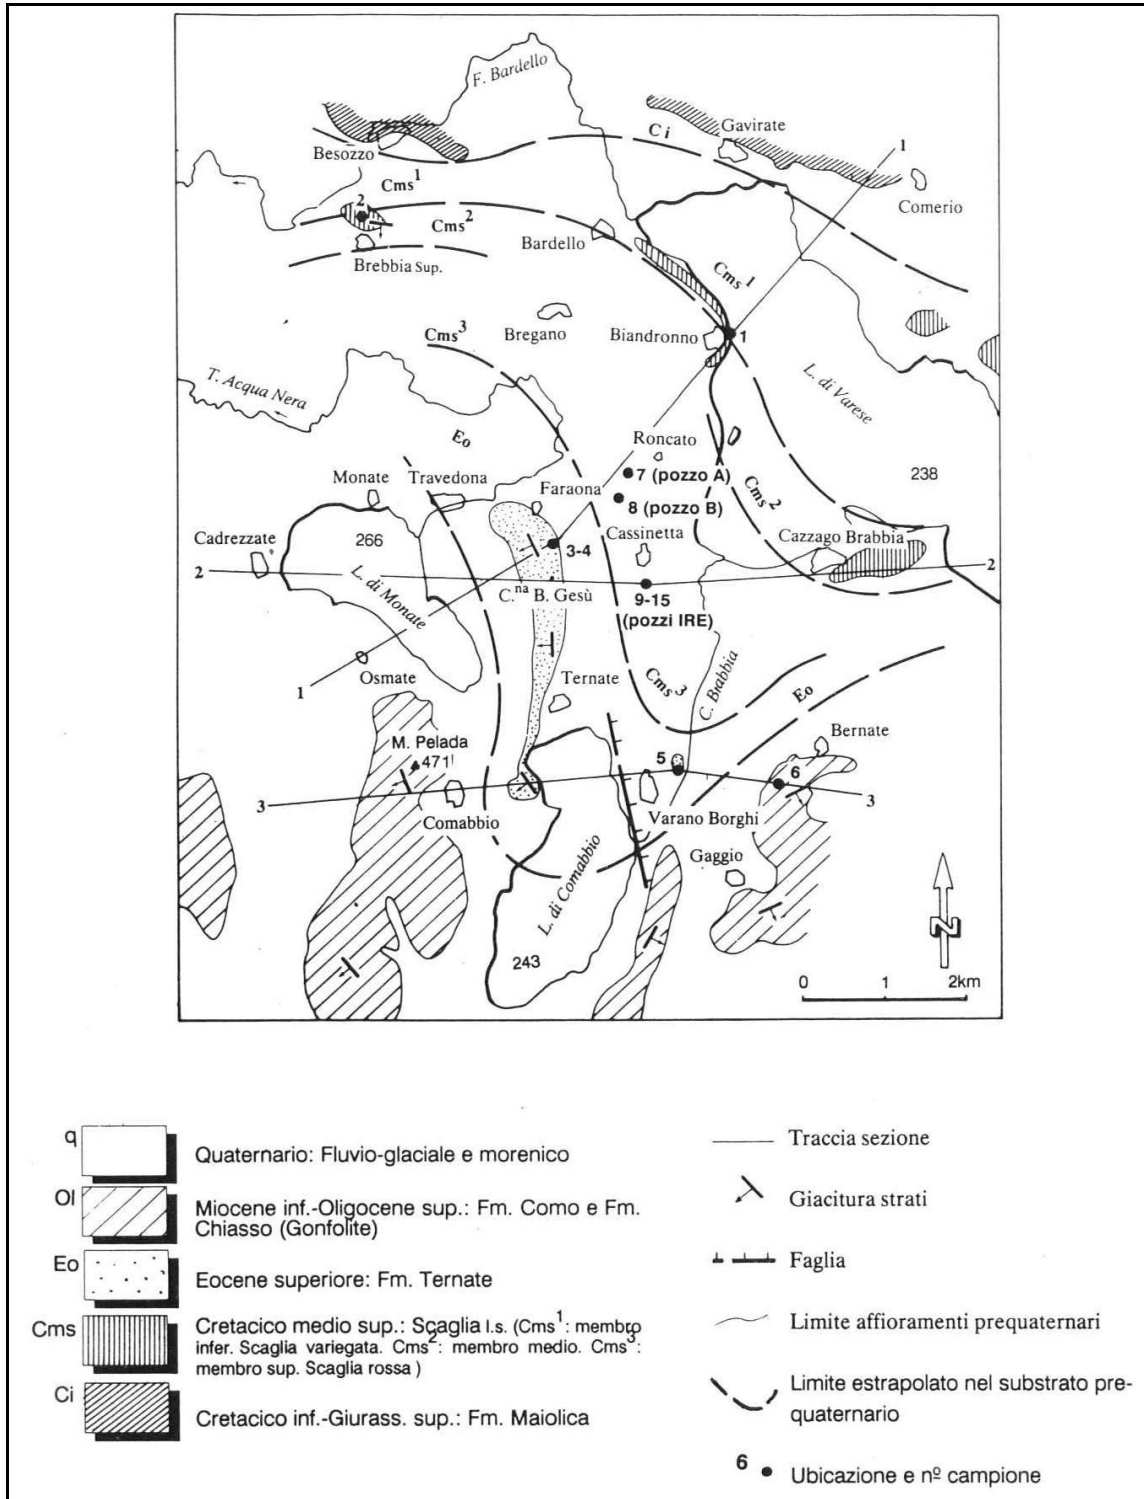 F. Bardello
Ci
Gavirate
1
Besozzo
Comerio
Cms1
2
Cms2
Bardello
Brebbia Sup.
Cms1
Bregano
Biandronno
1
Cms3
L. di Varese
T. Acqua Nera
Eo
Roncato
7 (pozzo A)
238
Monate
Travedona
Faraona
8 (pozzo B)
Cms2
Cadrezzate
266
3-4
Cassinetta
Cazzago Brabbia
2
2
L. di Monate
C.na B. Gesù
9-15
(pozzi IRE)
Osmate
1
Ternate
Cms3
C. Brabbia
Eo
Bernate
M. Pelada
471
5
6
3
3
Comabbio
Varano Borghi
Gaggio
L. di Comabbio
243
N
0 1 2km
q
Quaternario: Fluvio-glaciale e morenico
Ol
Miocene inf.-Oligocene sup.: Fm. Como e Fm.
Chiasso (Gonfolite)
Eo
Eocene superiore: Fm. Ternate
Cms
Cretacico medio sup.: Scaglia l.s. (Cms1: membro
infer. Scaglia variegata. Cms2: membro medio. Cms3:
membro sup. Scaglia rossa )
Ci
Cretacico inf.-Giurass. sup.: Fm. Maiolica
Traccia sezione
Giacitura strati
Faglia
Limite affioramenti prequaternari
Limite estrapolato nel substrato pre-
quaternario
6
Ubicazione e nº campione